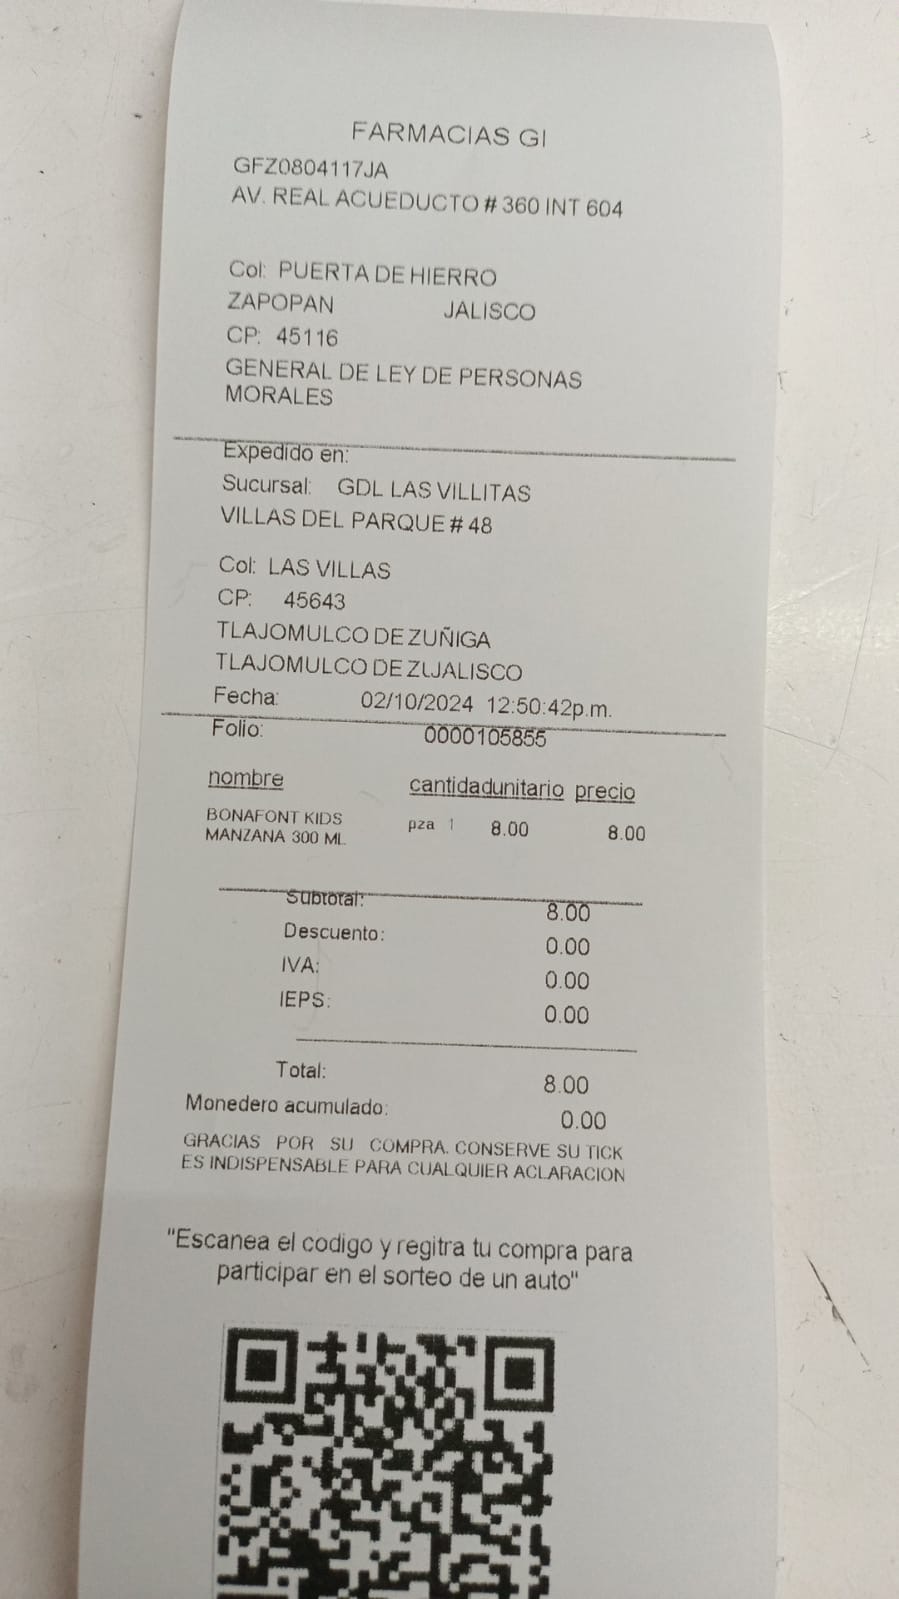 FARMACIAS GI
GFZ0804117JA
AV. REAL ACUEDUCTO # 360 INT 604
Col: PUERTA DE HIERRO
ZAPOPAN JALISCO
CP: 45116
GENERAL DE LEY DE PERSONAS
MORALES
Expedido en:
Sucursal: GDL LAS VILLITAS
VILLAS DEL PARQUE # 48
Col: LAS VILLAS
CP: 45643
TLAJOMULCO DE ZUÑIGA
TLAJOMULCO DE ZUJALISCO
Fecha: 02/10/2024 12:50:42p.m.
Folio: 0000105855
nombre cantidadunitario precio
BONAFONT KIDS
MANZANA 300 ML. pza 1 8.00 8.00
Subtotal: 8.00
Descuento: 0.00
IVA: 0.00
IEPS: 0.00
Total: 8.00
Monedero acumulado: 0.00
GRACIAS POR SU COMPRA. CONSERVE SU TICK
ES INDISPENSABLE PARA CUALQUIER ACLARACION
"Escanea el codigo y regitra tu compra para
participar en el sorteo de un auto"